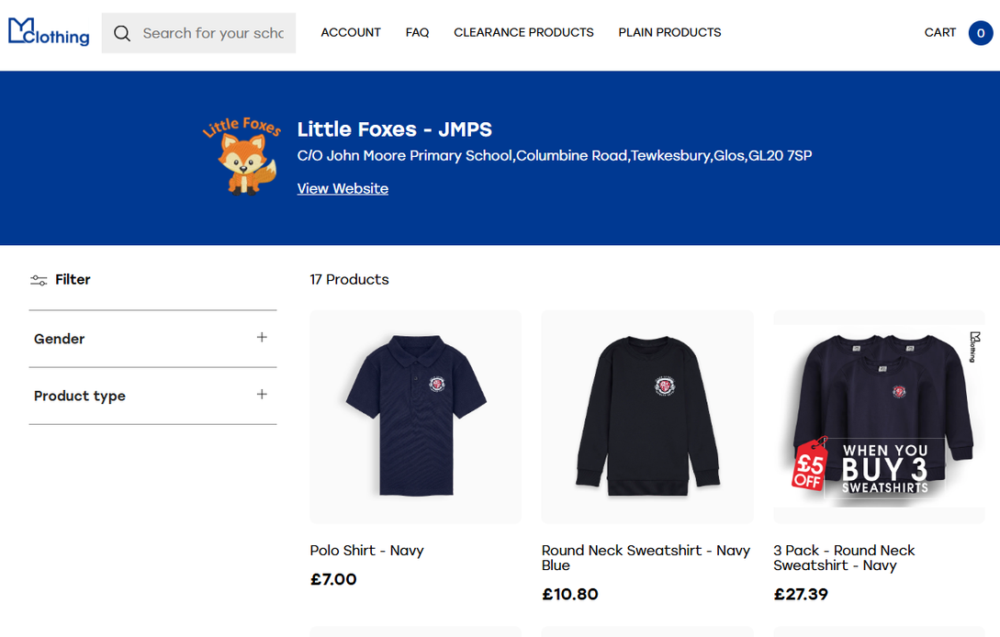 MClothing
Search for your scho
ACCOUNT
FAQ
CLEARANCE PRODUCTS
PLAIN PRODUCTS
CART
0
Little Foxes
Little Foxes - JMPS
C/O John Moore Primary School,Columbine Road,Tewkesbury,Glos,GL20 7SP
View Website
Filter
Gender
Product type
17 Products
MClothing
£5
OFF
WHEN YOU
BUY 3
SWEATSHIRTS
Polo Shirt - Navy
£7.00
Round Neck Sweatshirt - Navy
Blue
£10.80
3 Pack - Round Neck
Sweatshirt - Navy
£27.39